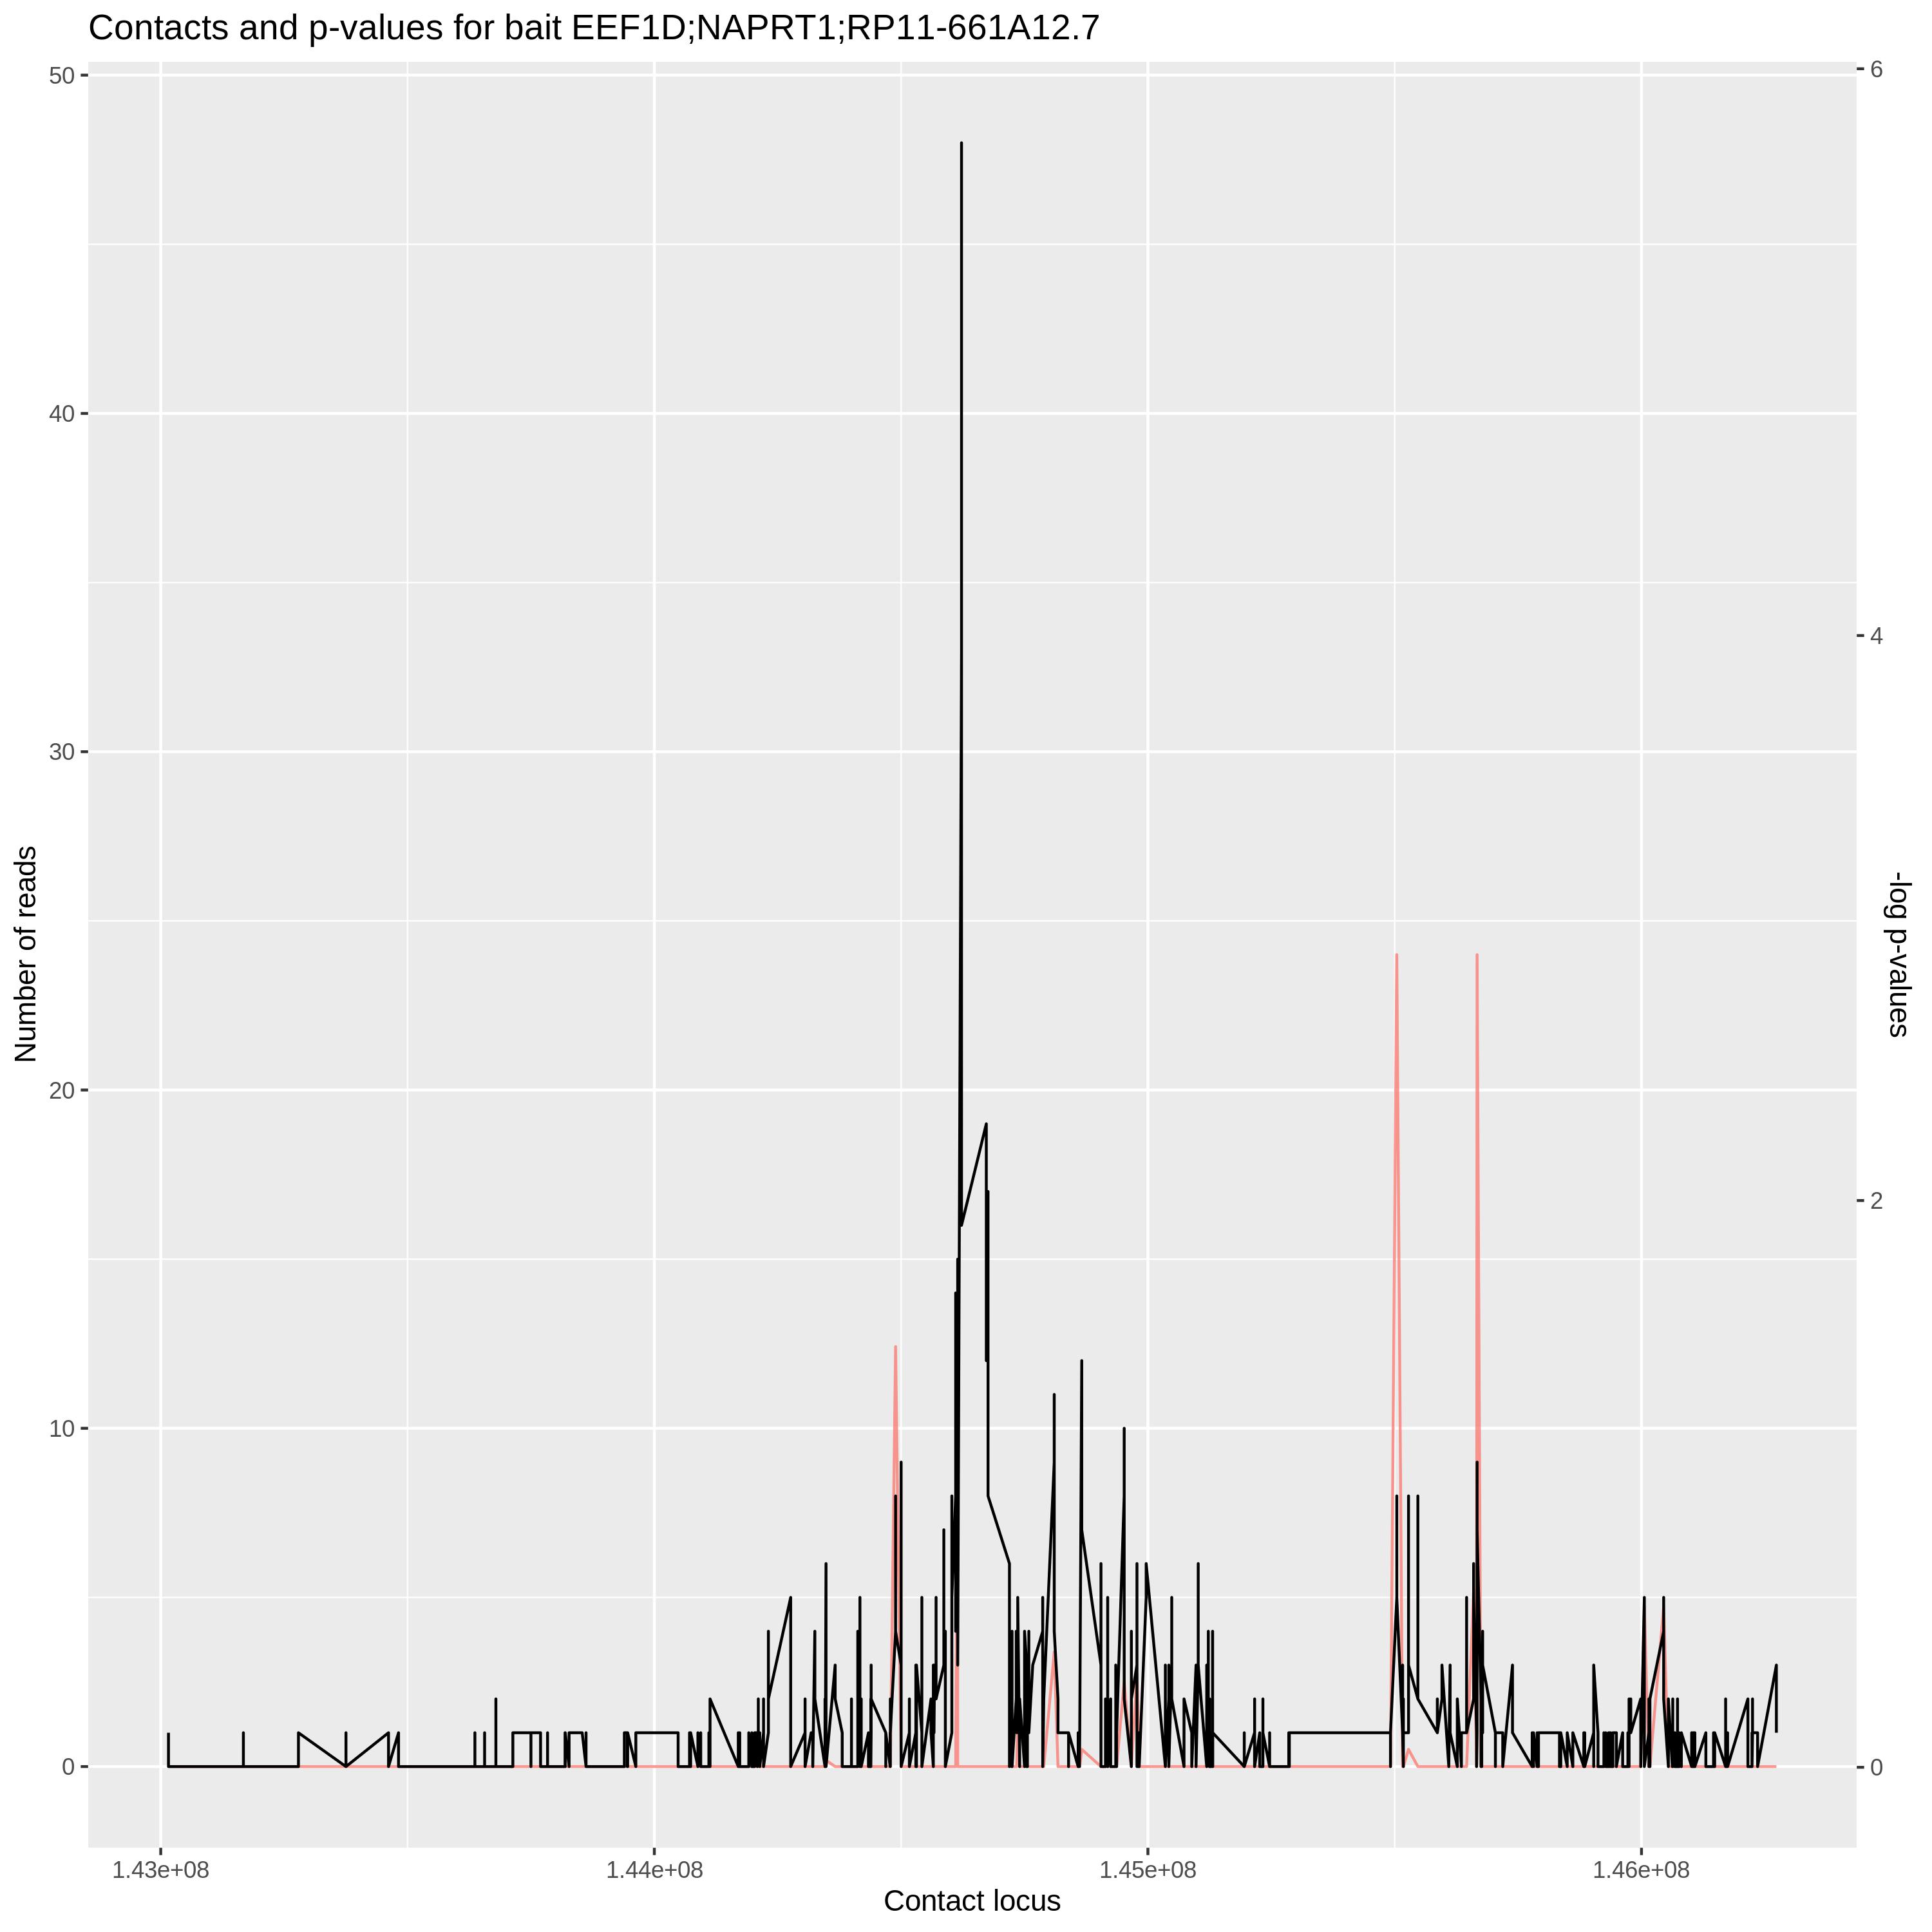 Contacts and p-values for bait EEF1D;NAPRT1;RP11-661A12.7
50
40
30
20
10
0
Number of reads
6
4
2
0
-log p-values
1.43e+08
1.44e+08
1.45e+08
1.46e+08
Contact locus